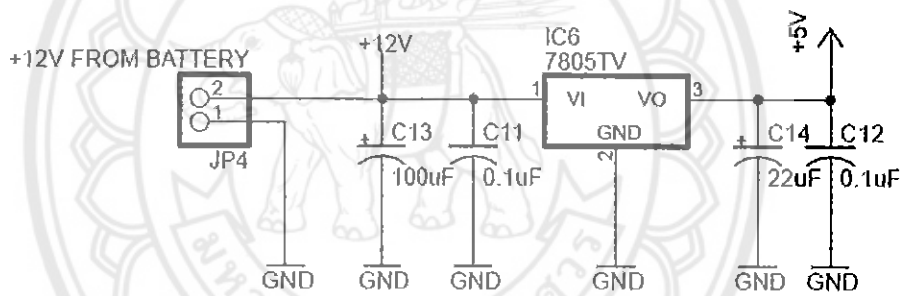 +12V FROM BATTERY
2
1
JP4
GND
+12V
C13
100uF
GND
C11
0.1uF
GND
IC6
7805TV
1
VI
VO
3
GND
2
GND
C14
22uF
GND
+5V
C12
0.1uF
GND